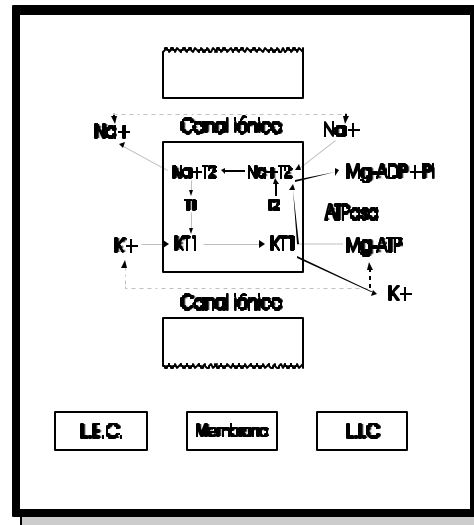 Canal Iónico
Na+ Na+
Na+T2 Na+T2 Mg-ADP+Pi
T1 T2
ATPasa
K+ KT1 KT1 Mg-ATP
K+
Canal Iónico
L.E.C. Membrana L.I.C